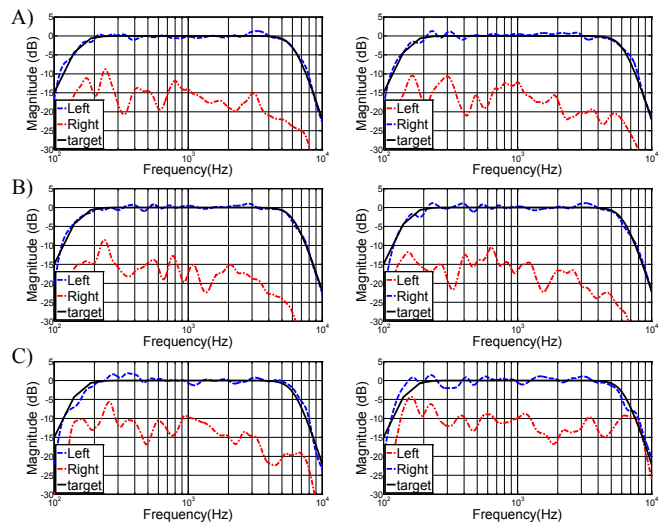 A)
Magnitude (dB)
5
0
-5
-10
-15
-20
-25
-30
Left
Right
target
10^2
10^3
10^4
Frequency(Hz)
Magnitude (dB)
5
0
-5
-10
-15
-20
-25
-30
Left
Right
target
10^2
10^3
10^4
Frequency(Hz)
B)
Magnitude (dB)
5
0
-5
-10
-15
-20
-25
-30
Left
Right
target
10^2
10^3
10^4
Frequency(Hz)
Magnitude (dB)
5
0
-5
-10
-15
-20
-25
-30
Left
Right
target
10^2
10^3
10^4
Frequency(Hz)
C)
Magnitude (dB)
5
0
-5
-10
-15
-20
-25
-30
Left
Right
target
10^2
10^3
10^4
Frequency(Hz)
Magnitude (dB)
5
0
-5
-10
-15
-20
-25
-30
Left
Right
target
10^2
10^3
10^4
Frequency(Hz)